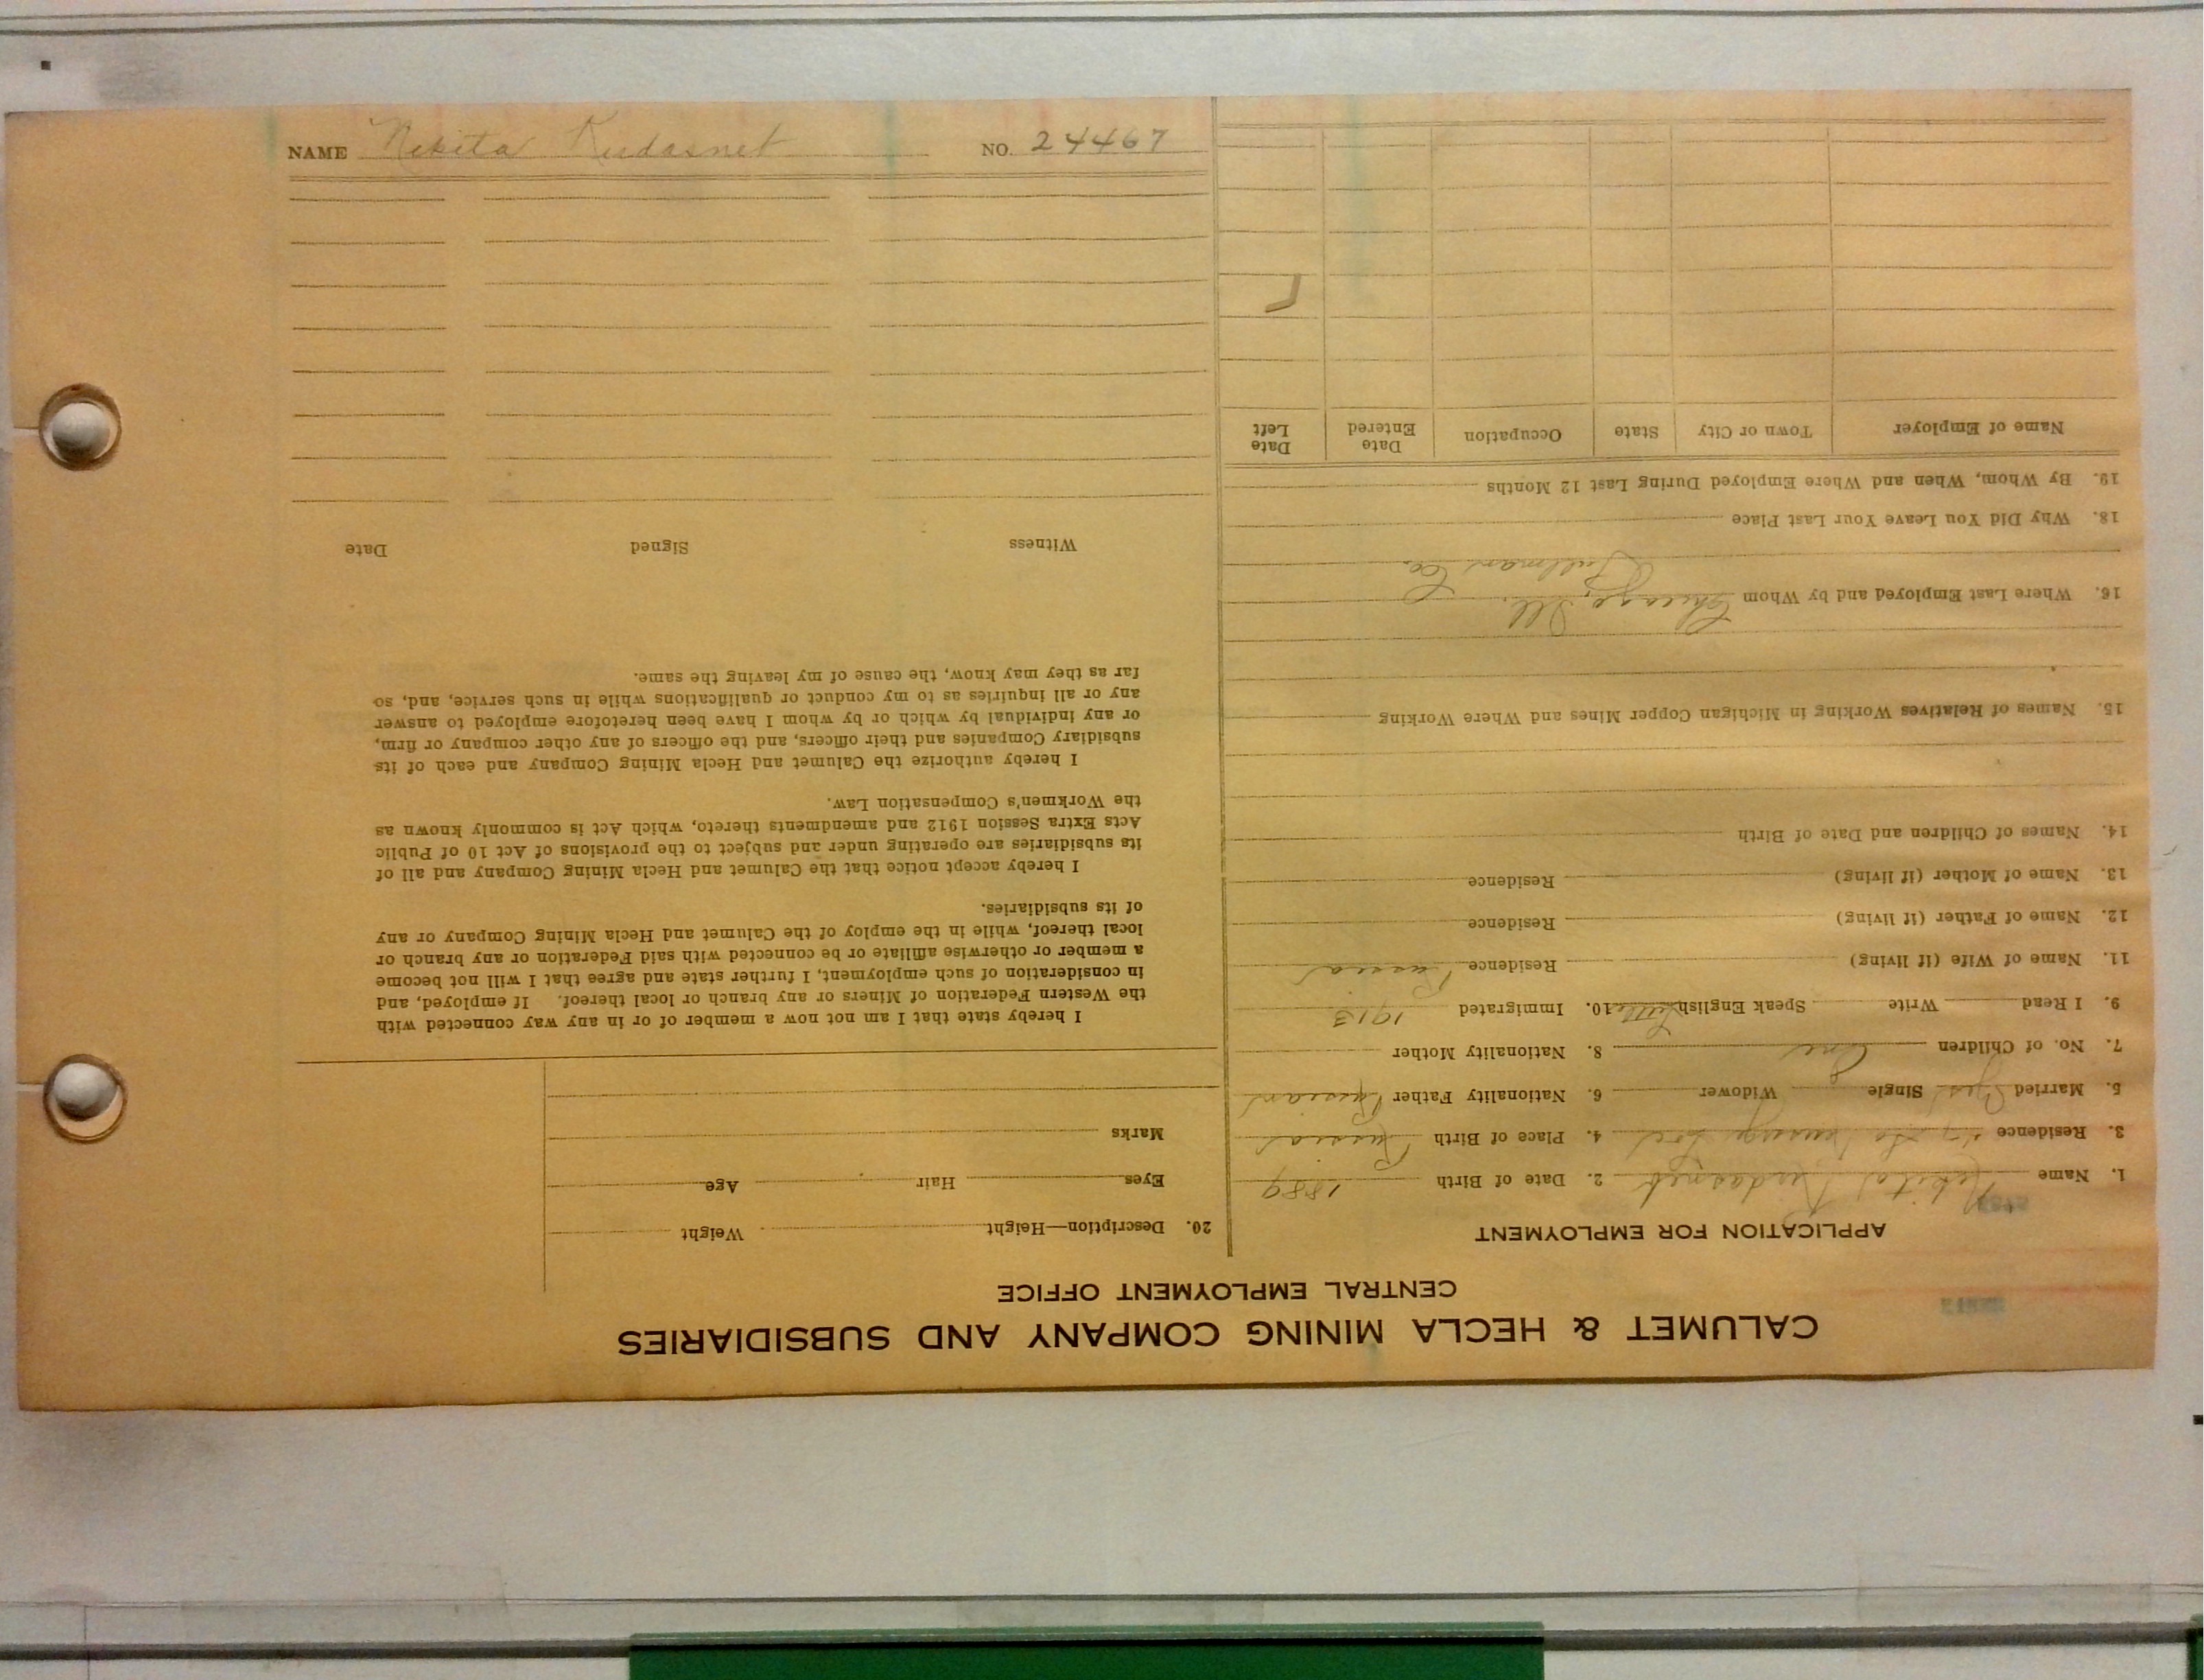 CALUMET & HECLA MINING COMPANY AND SUBSIDIARIES
CENTRAL EMPLOYMENT OFFICE
APPLICATION FOR EMPLOYMENT
1. Name Nekita Kudasnet 2. Date of Birth 1889
3. Residence 4. Place of Birth Russia
5. Married Yes Single Widower 6. Nationality Father Russian
7. No. of Children One 8. Nationality Mother
9. I Read Write Speak English Little 10. Immigrated 1913
11. Name of Wife (if living) Residence Russia
12. Name of Father (if living) Residence
13. Name of Mother (if living) Residence
14. Names of Children and Date of Birth
15. Names of Relatives Working in Michigan Copper Mines and Where Working
16. Where Last Employed and by Whom Chicago, Ill.
Pullman Co.
18. Why Did You Leave Your Last Place
19. By Whom, When and Where Employed During Last 12 Months
Name of Employer Town or City State Occupation Date Entered Date Left
20. Description—Height Weight
Eyes Hair Age
Marks
I hereby state that I am not now a member of or in any way connected with
the Western Federation of Miners or any branch or local thereof. If employed, and
in consideration of such employment, I further state and agree that I will not become
a member or otherwise affiliate or be connected with said Federation or any branch or
local thereof, while in the employ of the Calumet and Hecla Mining Company or any
of its subsidiaries.
I hereby accept notice that the Calumet and Hecla Mining Company and all of
its subsidiaries are operating under and subject to the provisions of Act 10 of Public
Acts Extra Session 1912 and amendments thereto, which Act is commonly known as
the Workmen's Compensation Law.
I hereby authorize the Calumet and Hecla Mining Company and each of its
subsidiary Companies and their officers, and the officers of any other company or firm,
or any individual by which or by whom I have been heretofore employed to answer
any or all inquiries as to my conduct or qualifications while in such service, and, so
far as they may know, the cause of my leaving the same.
Witness Signed Date
NAME Nekita Kudasnet NO. 24467